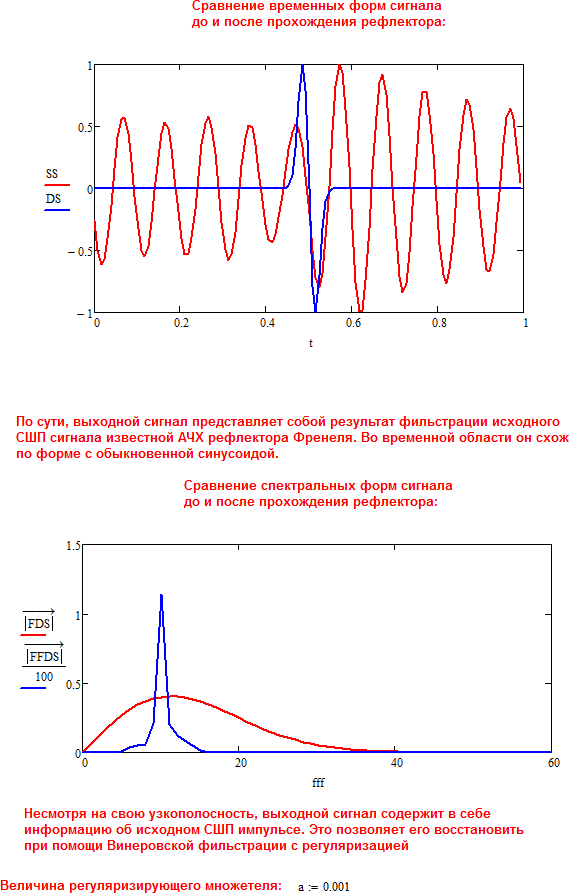 Сравнение временных форм сигнала
до и после прохождения рефлектора:
1
0.5
SS
DS
0
−0.5
−1
0
0.2
0.4
0.6
0.8
1
t
По сути, выходной сигнал представляет собой результат фильстрации исходного
СШП сигнала известной АЧХ рефлектора Френеля. Во временной области он схож
по форме с обыкновенной синусоидой.
Сравнение спектральных форм сигнала
до и после прохождения рефлектора:
1.5
1
|FDS|
|FFDS|
100
0.5
0
0
20
40
60
fff
Несмотря на свою узкополосность, выходной сигнал содержит в себе
информацию об исходном СШП импульсе. Это позволяет его восстановить
при помощи Винеровской фильстрации с регуляризацией
Величина регуляризирующего множетеля: a := 0.001